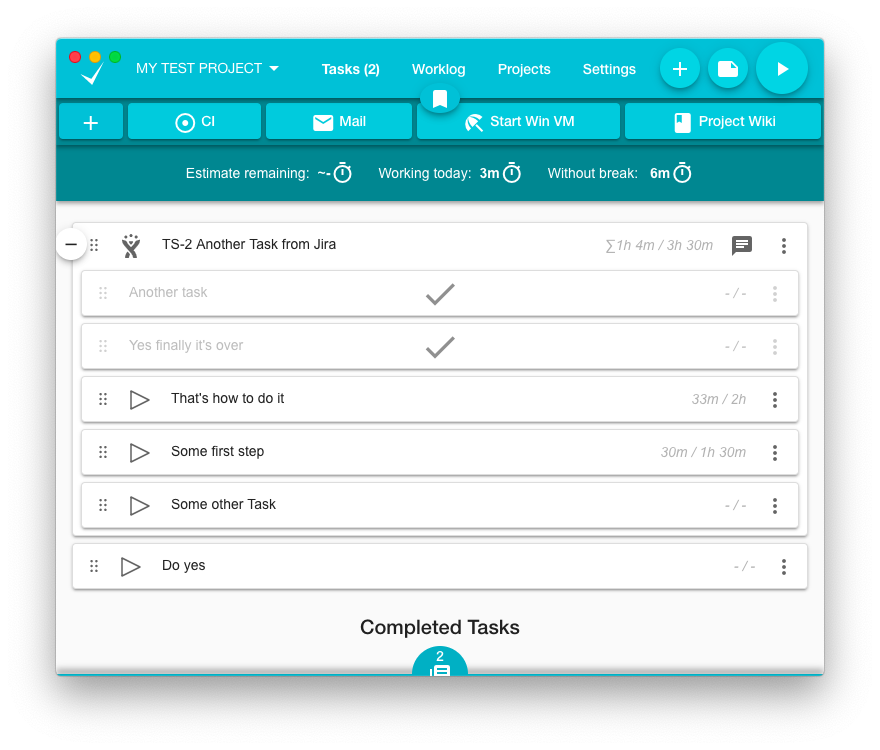 MY TEST PROJECT Tasks (2) Worklog Projects Settings
CI Mail Start Win VM Project Wiki
Estimate remaining: ~- Working today: 3m Without break: 6m
TS-2 Another Task from Jira ∑1h 4m / 3h 30m
Another task - / -
Yes finally it's over - / -
That's how to do it 33m / 2h
Some first step 30m / 1h 30m
Some other Task - / -
Do yes - / -
Completed Tasks
2